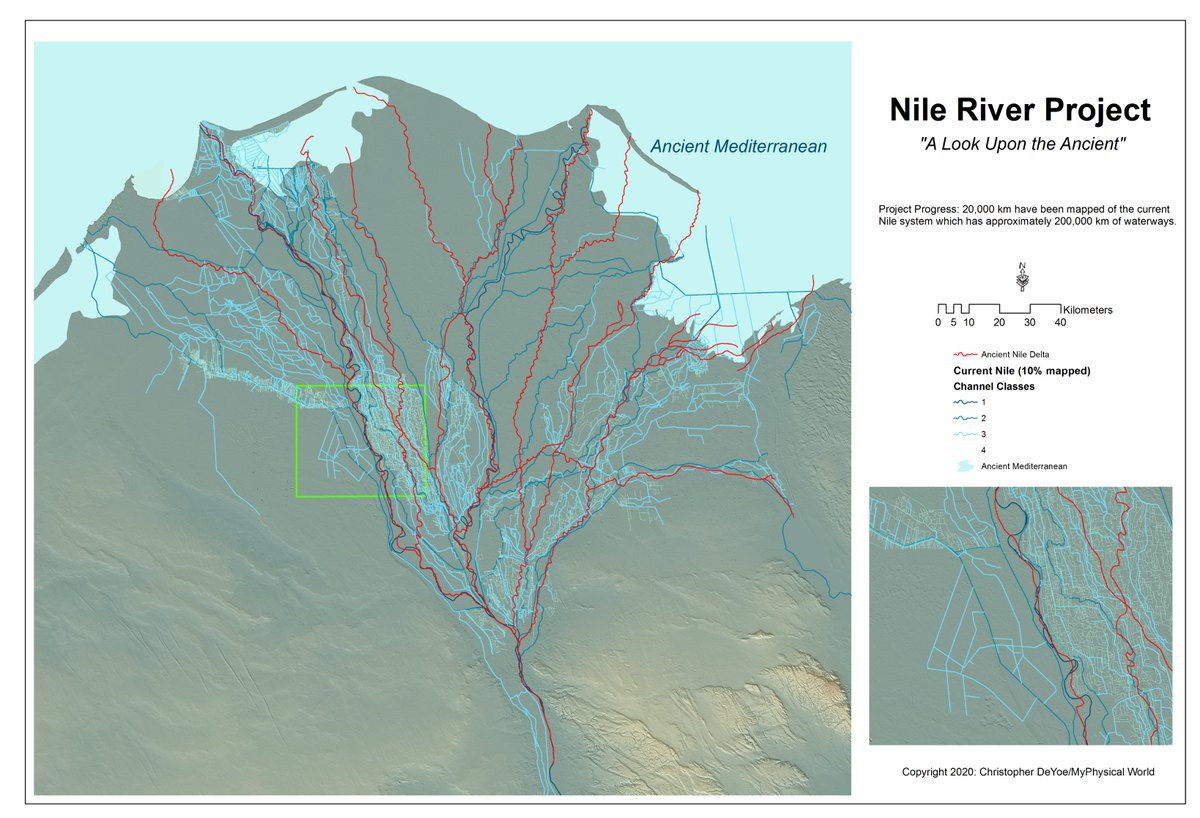 Nile River Project
"A Look Upon the Ancient"
Ancient Mediterranean
Project Progress: 20,000 km have been mapped of the current
Nile system which has approximately 200,000 km of waterways.
N
Kilometers
0 5 10 20 30 40
Ancient Nile Delta
Current Nile (10% mapped)
Channel Classes
1
2
3
4
Ancient Mediterranean
Copyright 2020: Christopher DeYoe/MyPhysical World